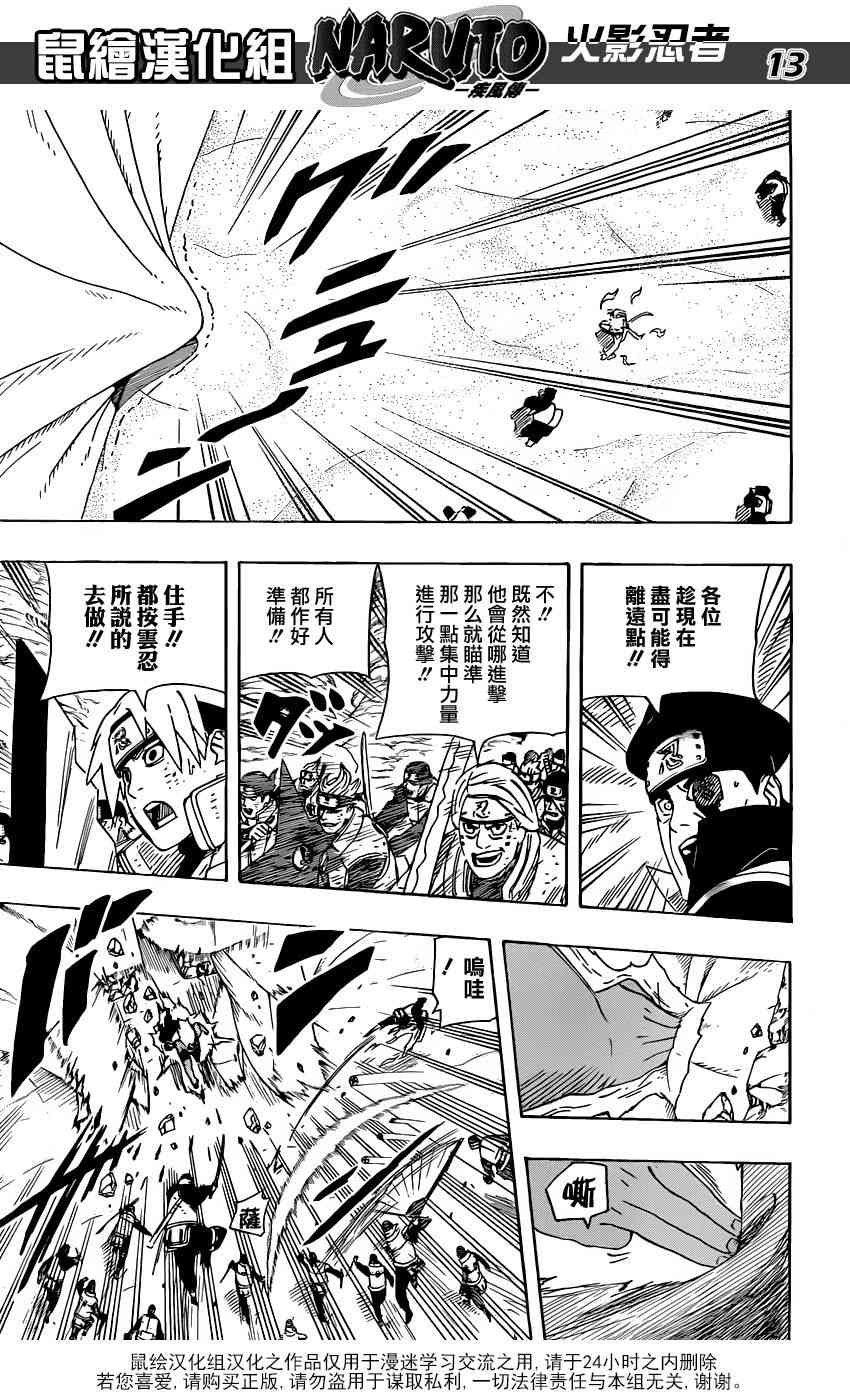 鼠繪漢化組
NARUTO
-疾風傳-
火影忍者
13
グッ
ニュー
各位
趁現在
盡可能得
離遠點!!
不!!
既然知道
他會從哪進擊
那么就瞄準
那一點集中力量
進行攻擊!!
所有人
都作好
準備!!
ダッ
住手!!
都按雲忍
所説的
去做!!
忍
忍
忍
嗚哇
薩
鼠绘汉化组汉化之作品仅用于漫迷学习交流之用, 请于24小时之内删除
若您喜爱, 请购买正版, 请勿用于谋取私利, 一切法律责任与本组无关, 谢谢。